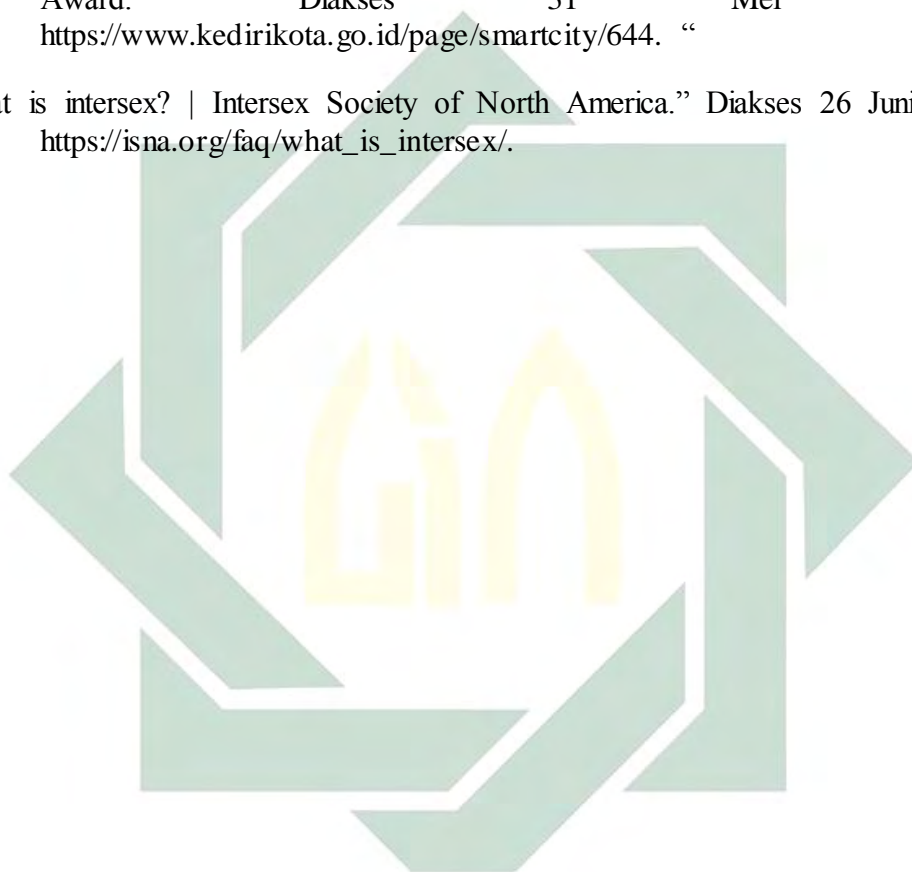 Award. Diakses 31 Mei
https://www.kedirikota.go.id/page/smartcity/644. “
is intersex? | Intersex Society of North America.” Diakses 26 Juni
https://isna.org/faq/what_is_intersex/.